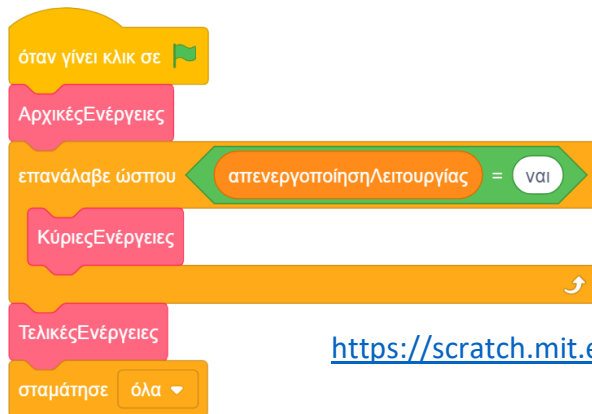 όταν γίνει κλικ σε
ΑρχικέςΕνέργειες
επανάλαβε ώσπου απενεργοποίησηΛειτουργίας = ναι
ΚύριεςΕνέργειες
ΤελικέςΕνέργειες
https://scratch.mit.e
σταμάτησε όλα